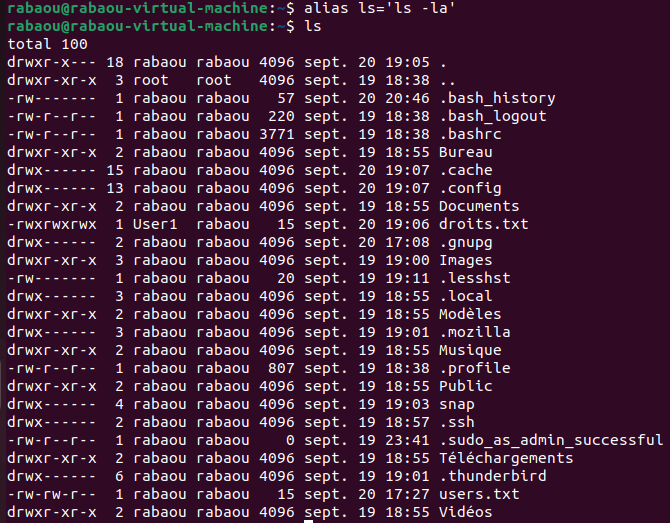 rabaou@rabaou-virtual-machine:~$ alias ls='ls -la'
rabaou@rabaou-virtual-machine:~$ ls
total 100
drwxr-x--- 18 rabaou rabaou 4096 sept. 20 19:05 .
drwxr-xr-x  3 root   root   4096 sept. 19 18:38 ..
-rw-------  1 rabaou rabaou   57 sept. 20 20:46 .bash_history
-rw-r--r--  1 rabaou rabaou  220 sept. 19 18:38 .bash_logout
-rw-r--r--  1 rabaou rabaou 3771 sept. 19 18:38 .bashrc
drwxr-xr-x  2 rabaou rabaou 4096 sept. 19 18:55 Bureau
drwx------ 15 rabaou rabaou 4096 sept. 20 19:07 .cache
drwx------ 13 rabaou rabaou 4096 sept. 20 19:07 .config
drwxr-xr-x  2 rabaou rabaou 4096 sept. 19 18:55 Documents
-rwxrwxrwx  1 User1  rabaou   15 sept. 20 19:06 droits.txt
drwx------  2 rabaou rabaou 4096 sept. 20 17:08 .gnupg
drwxr-xr-x  3 rabaou rabaou 4096 sept. 19 19:00 Images
-rw-------  1 rabaou rabaou   20 sept. 19 19:11 .lesshst
drwx------  3 rabaou rabaou 4096 sept. 19 18:55 .local
drwxr-xr-x  2 rabaou rabaou 4096 sept. 19 18:55 Modèles
drwx------  3 rabaou rabaou 4096 sept. 19 19:01 .mozilla
drwxr-xr-x  2 rabaou rabaou 4096 sept. 19 18:55 Musique
-rw-r--r--  1 rabaou rabaou  807 sept. 19 18:38 .profile
drwxr-xr-x  2 rabaou rabaou 4096 sept. 19 18:55 Public
drwx------  4 rabaou rabaou 4096 sept. 19 19:03 snap
drwx------  2 rabaou rabaou 4096 sept. 19 18:57 .ssh
-rw-r--r--  1 rabaou rabaou    0 sept. 19 23:41 .sudo_as_admin_successful
drwxr-xr-x  2 rabaou rabaou 4096 sept. 19 18:55 Téléchargements
drwx------  6 rabaou rabaou 4096 sept. 19 19:01 .thunderbird
-rw-rw-r--  1 rabaou rabaou   15 sept. 20 17:27 users.txt
drwxr-xr-x  2 rabaou rabaou 4096 sept. 19 18:55 Vidéos